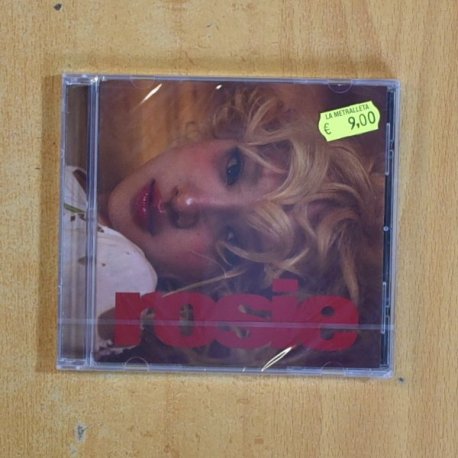 LA METRALLETA
€ 9,00
rosie